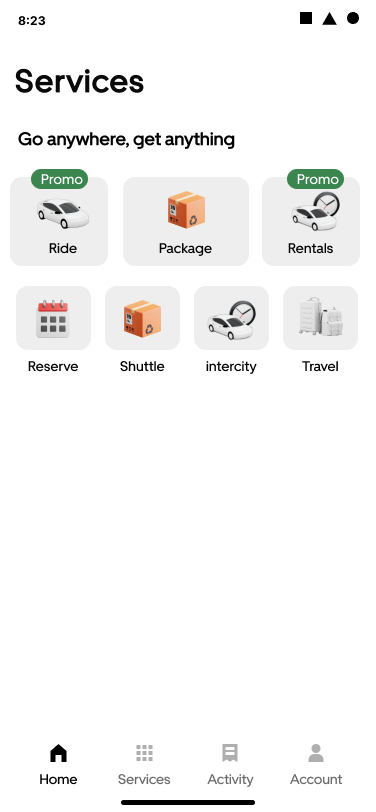 8:23
Services
Go anywhere, get anything
Promo Promo
Ride Package Rentals
Reserve Shuttle intercity Travel
Home Services Activity Account